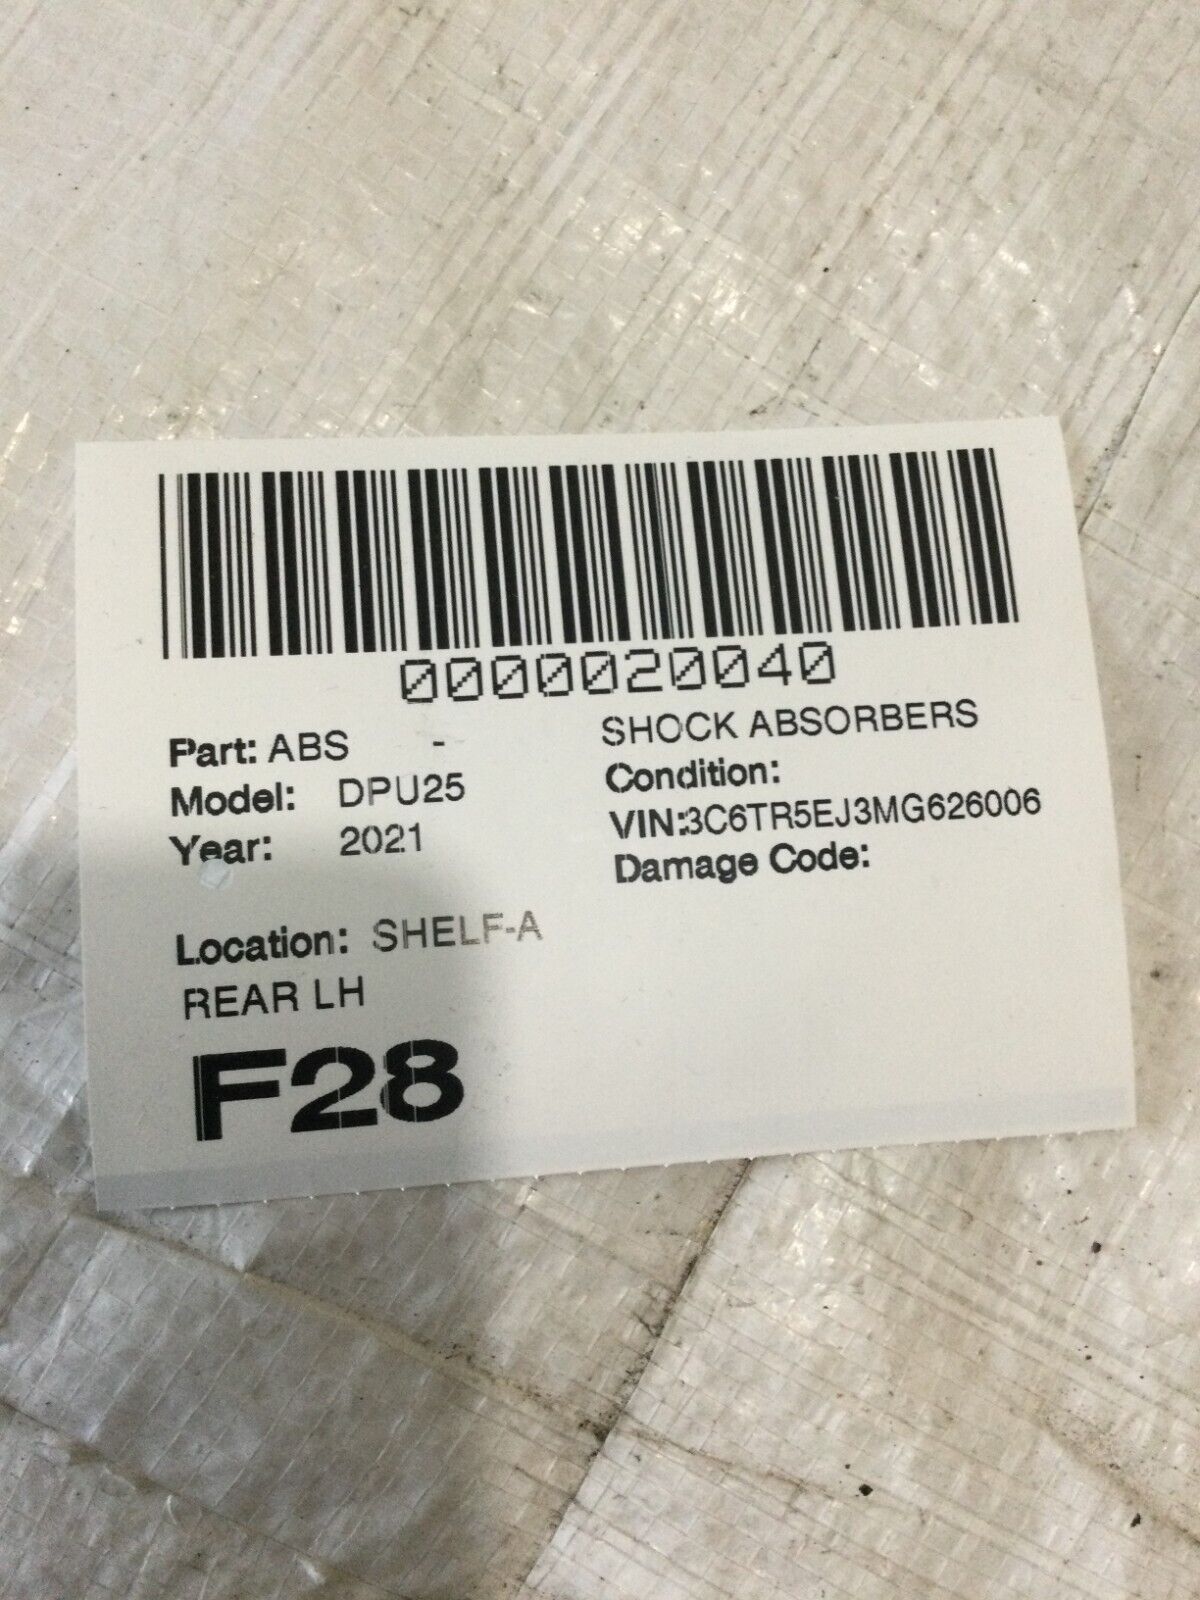 0000020040
Part: ABS - SHOCK ABSORBERS
Model: DPU25 Condition:
Year: 2021 VIN:3C6TR5EJ3MG626006
Damage Code:
Location: SHELF-A
REAR LH
F28